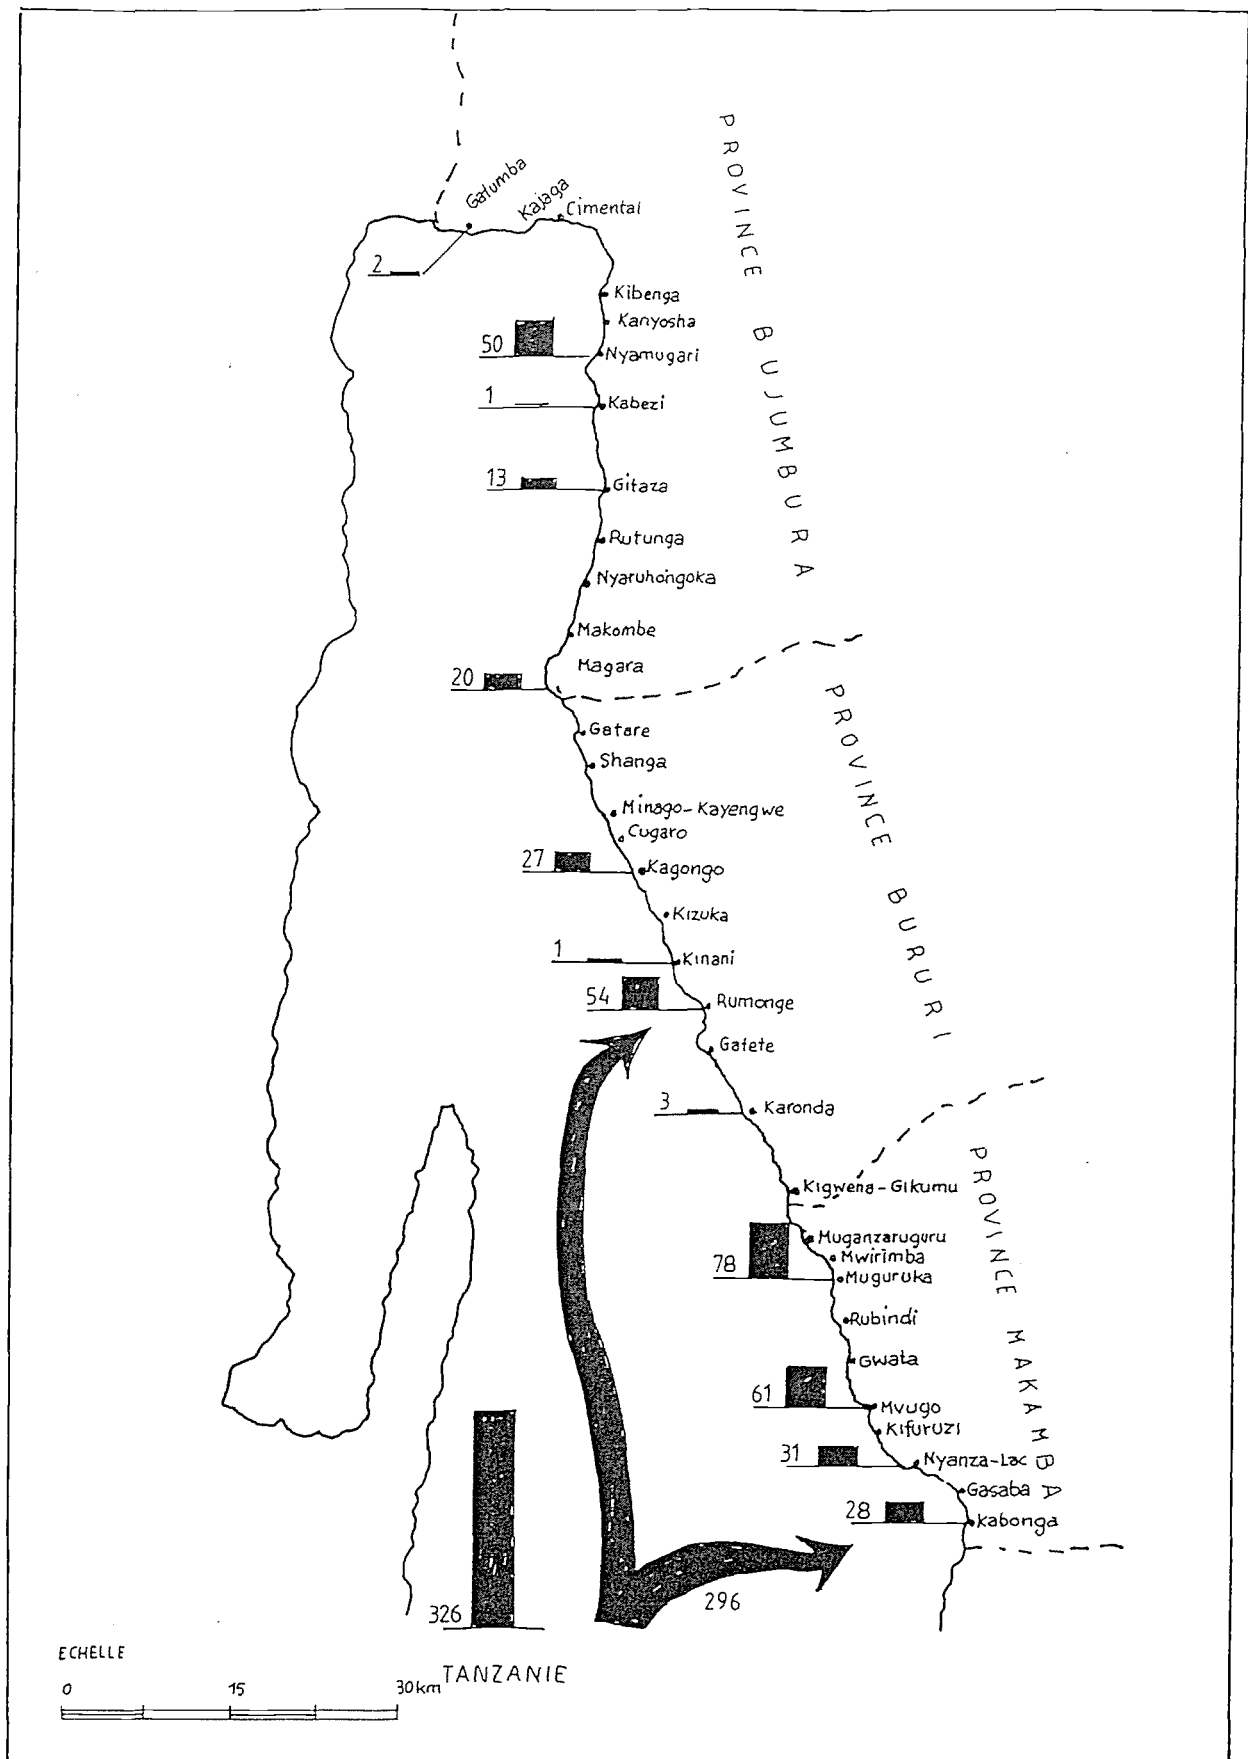 Gatumba
Kajaga
Cimental
2
Kibenga
Kanyosha
50
Nyamugari
1
Kabezi
13
Gitaza
Rutunga
Nyaruhongoka
Makombe
Magara
20
Gatare
Shanga
Minago-Kayengwe
Cugaro
27
Kagongo
Kizuka
1
Kinani
54
Rumonge
Gatete
3
Karonda
Kigwena-Gikumu
Muganzaruguru
Mwirimba
78
Muguruka
Rubindi
Gwata
61
Mvugo
Kifuruzi
31
Nyanza-Lac
Gasaba
28
Kabonga
PROVINCE BUJUMBURA
PROVINCE BURURI
PROVINCE MAKAMBA
296
326
TANZANIE
ECHELLE
0 15 30km